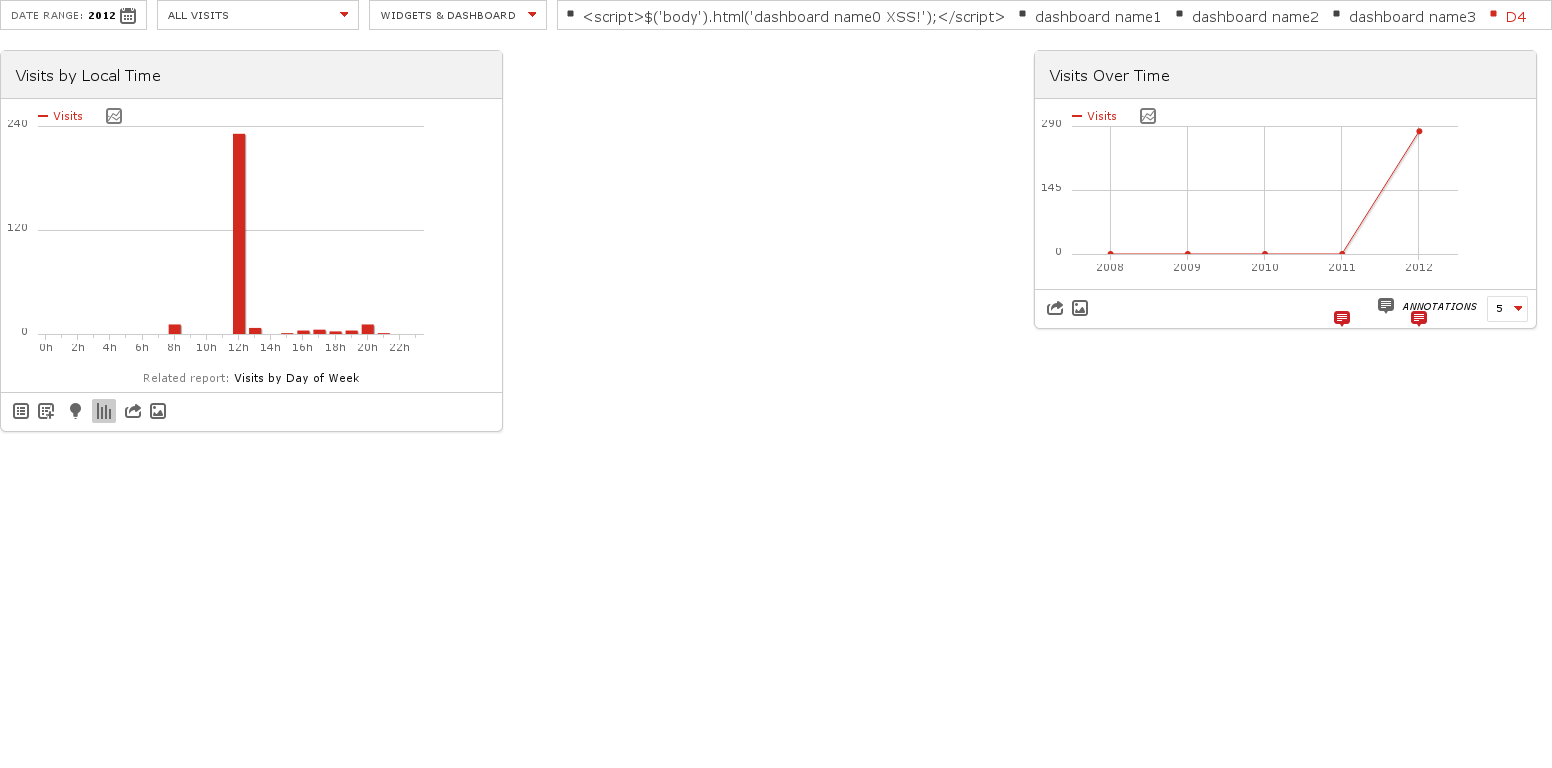 DATE RANGE: 2012 ALL VISITS WIDGETS & DASHBOARD <script>$('body').html('dashboard name0 XSS!');</script> dashboard name1 dashboard name2 dashboard name3 D4
Visits by Local Time
Visits
240
120
0
0h 2h 4h 6h 8h 10h 12h 14h 16h 18h 20h 22h
Related report: Visits by Day of Week
Visits Over Time
Visits
290
145
0
2008 2009 2010 2011 2012
ANNOTATIONS 5